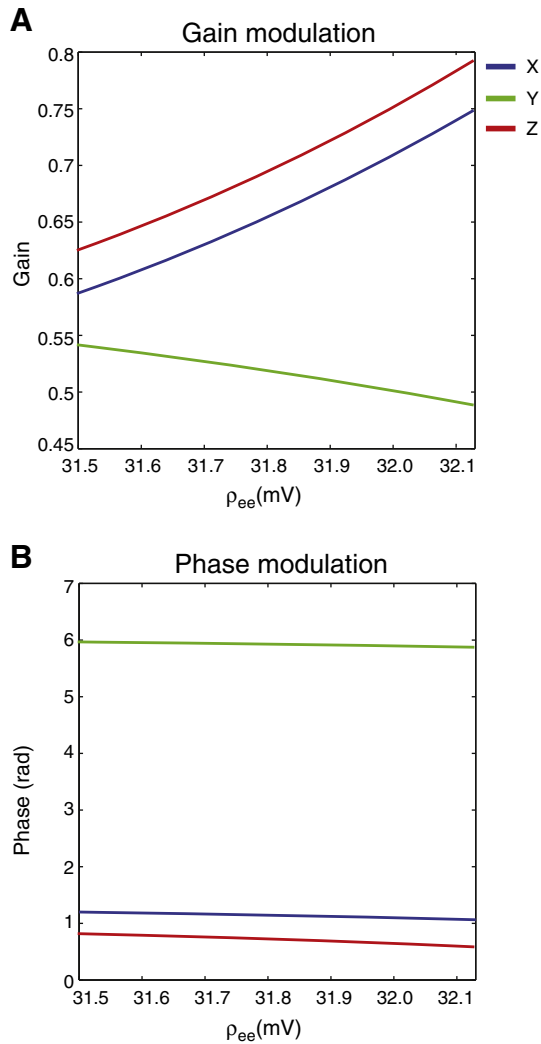 A
Gain modulation
0.8
0.75
0.7
0.65
0.6
0.55
0.5
0.45
Gain
31.5 31.6 31.7 31.8 31.9 32.0 32.1
ρee(mV)
X
Y
Z
B
Phase modulation
7
6
5
4
3
2
1
0
Phase (rad)
31.5 31.6 31.7 31.8 31.9 32.0 32.1
ρee(mV)